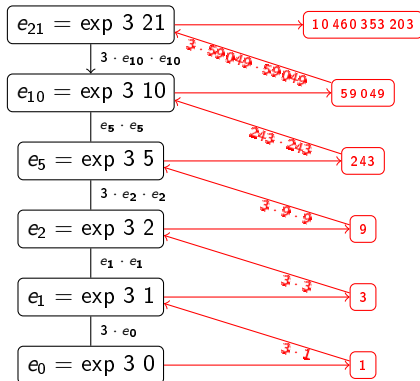 e₂₁ = exp 3 21
10 460 353 203
3 · e₁₀ · e₁₀
3 · 59049 · 59049
e₁₀ = exp 3 10
59 049
e₅ · e₅
243 · 243
e₅ = exp 3 5
243
3 · e₂ · e₂
3 · 9 · 9
e₂ = exp 3 2
9
e₁ · e₁
3 · 3
e₁ = exp 3 1
3
3 · e₀
3 · 1
e₀ = exp 3 0
1